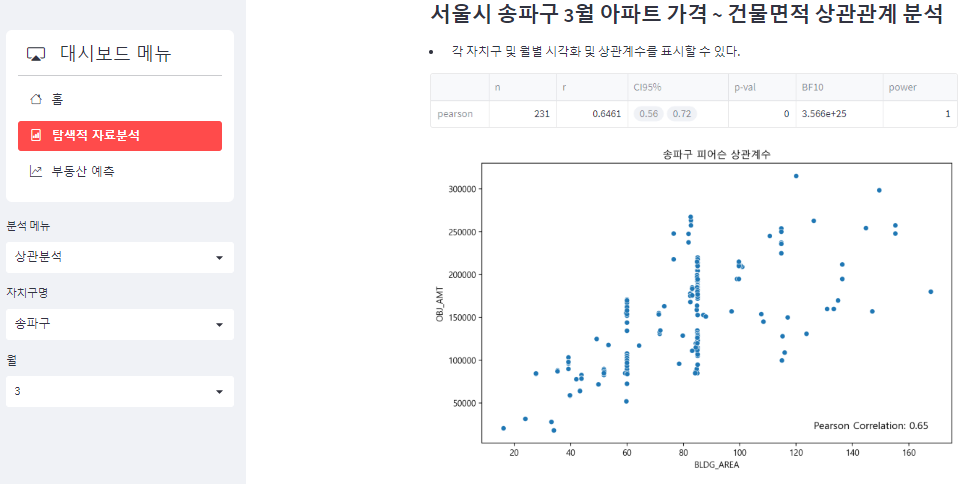 서울시 송파구 3월 아파트 가격 ~ 건물면적 상관관계 분석
대시보드 메뉴
홈
탐색적 자료분석
부동산 예측
분석 메뉴
상관분석
자치구명
송파구
월
3
각 자치구 및 월별 시각화 및 상관계수를 표시할 수 있다.
n r CI95% p-val BF10 power
pearson 231 0.6461 0.56 0.72 0 3.566e+25 1
송파구 피어슨 상관계수
300000
250000
200000
150000
100000
50000
OBJ_AMT
Pearson Correlation: 0.65
20 40 60 80 100 120 140 160
BLDG_AREA